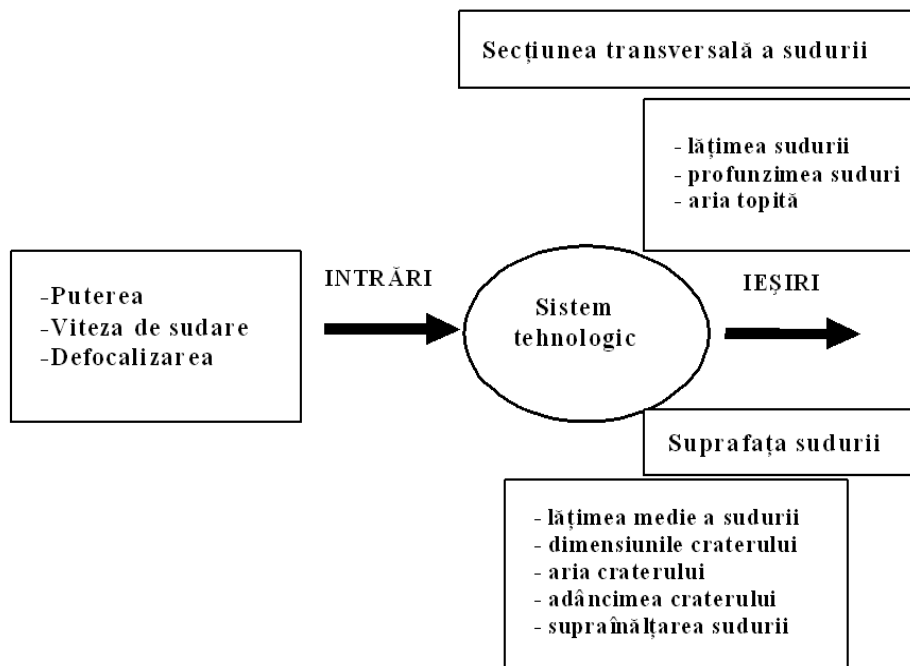 Secțiunea transversală a sudurii
- lățimea sudurii
- profunzimea suduri
- aria topită
-Puterea
-Viteza de sudare
-Defocalizarea
INTRĂRI
Sistem
tehnologic
IEȘIRI
Suprafața sudurii
- lățimea medie a sudurii
- dimensiunile craterului
- aria craterului
- adâncimea craterului
- supraînălțarea sudurii